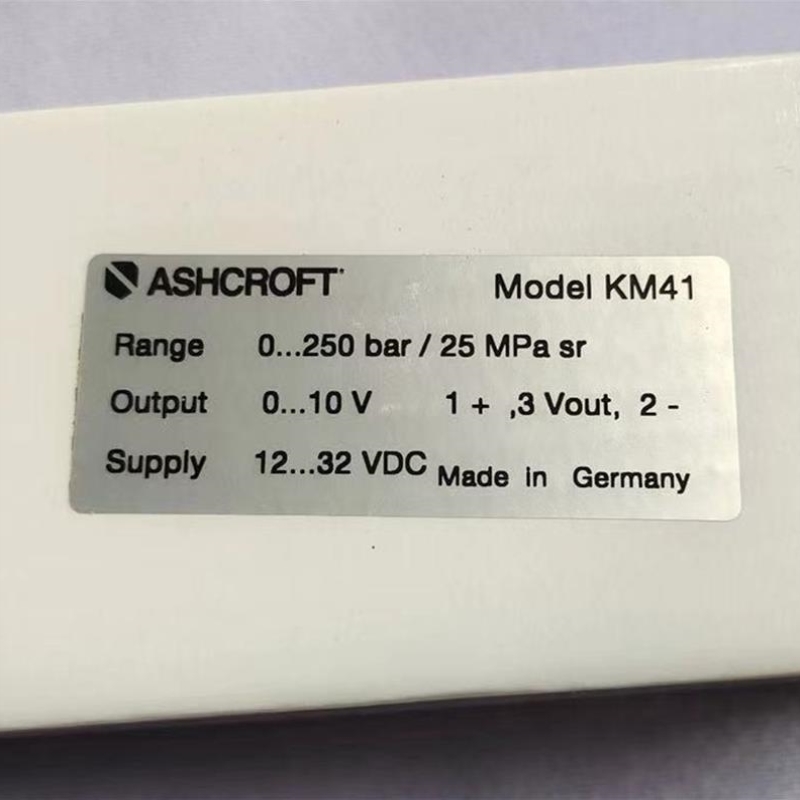 ASHCROFT® Model KM41
Range 0...250 bar / 25 MPa sr
Output 0...10 V 1 + ,3 Vout, 2 -
Supply 12...32 VDC Made in Germany